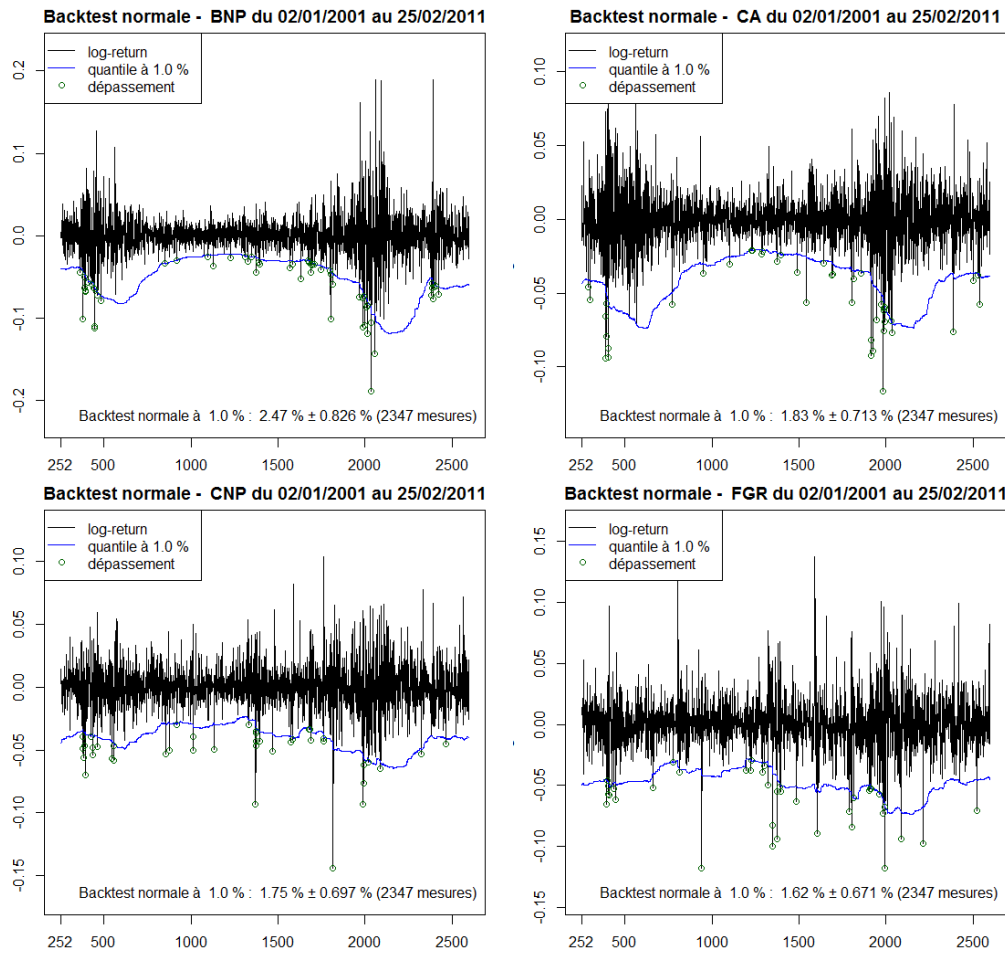 Backtest normale - BNP du 02/01/2001 au 25/02/2011
log-return
quantile à 1.0 %
dépassement
0.2
0.1
0.0
-0.1
-0.2
Backtest normale à 1.0 % : 2.47 % ± 0.826 % (2347 mesures)
252 500 1000 1500 2000 2500
Backtest normale - CA du 02/01/2001 au 25/02/2011
log-return
quantile à 1.0 %
dépassement
0.10
0.05
0.00
-0.05
-0.10
Backtest normale à 1.0 % : 1.83 % ± 0.713 % (2347 mesures)
252 500 1000 1500 2000 2500
Backtest normale - CNP du 02/01/2001 au 25/02/2011
log-return
quantile à 1.0 %
dépassement
0.10
0.05
0.00
-0.05
-0.10
-0.15
Backtest normale à 1.0 % : 1.75 % ± 0.697 % (2347 mesures)
252 500 1000 1500 2000 2500
Backtest normale - FGR du 02/01/2001 au 25/02/2011
log-return
quantile à 1.0 %
dépassement
0.15
0.10
0.05
0.00
-0.05
-0.10
-0.15
Backtest normale à 1.0 % : 1.62 % ± 0.671 % (2347 mesures)
252 500 1000 1500 2000 2500